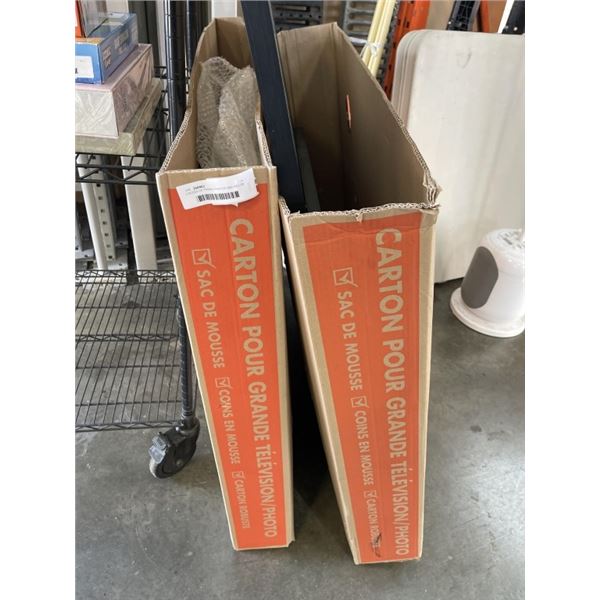 CARTON POUR GRANDE TÉLÉVISION/PHOTO
SAC DE MOUSSE
COINS EN MOUSSE
CARTON ROBUSTE
CARTON POUR GRANDE TÉLÉVISION/PHOTO
SAC DE MOUSSE
COINS EN MOUSSE
CARTON